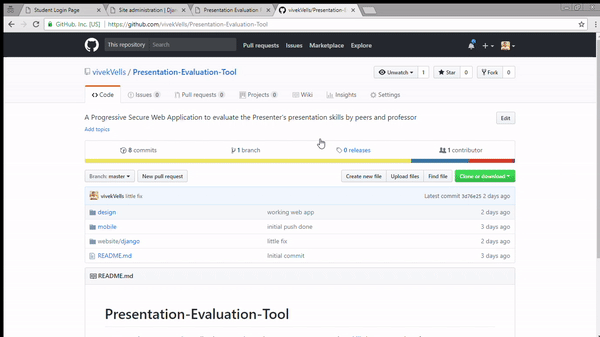 Student Login Page
Site administration | Djan
Presentation Evaluation
vivekVells/Presentation-
GitHub, Inc. [US] https://github.com/vivekVells/Presentation-Evaluation-Tool
This repository Search Pull requests Issues Marketplace Explore
vivekVells / Presentation-Evaluation-Tool Unwatch 1 Star 0 Fork 0
Code Issues 0 Pull requests 0 Projects 0 Wiki Insights Settings
A Progressive Secure Web Application to evaluate the Presenter's presentation skills by peers and professor Edit
Add topics
8 commits 1 branch 0 releases 1 contributor
Branch: master New pull request Create new file Upload files Find file Clone or download
vivekVells little fix Latest commit 3d76e25 2 days ago
design working web app 2 days ago
mobile initial push done 3 days ago
website/django little fix 2 days ago
README.md Initial commit 3 days ago
README.md
Presentation-Evaluation-Tool